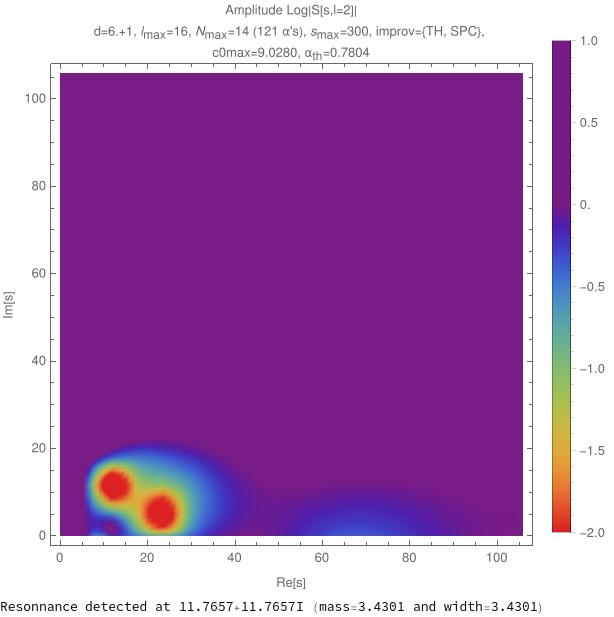 Amplitude Log|S[s,l=2]|
d=6.+1, lmax=16, Nmax=14 (121 α's), smax=300, improv={TH, SPC},
c0max=9.0280, αth=0.7804
1.0
0.5
0.
-0.5
-1.0
-1.5
-2.0
100
80
60
40
20
0
Im[s]
0 20 40 60 80 100
Re[s]
Resonnance detected at 11.7657+11.7657I (mass=3.4301 and width=3.4301)